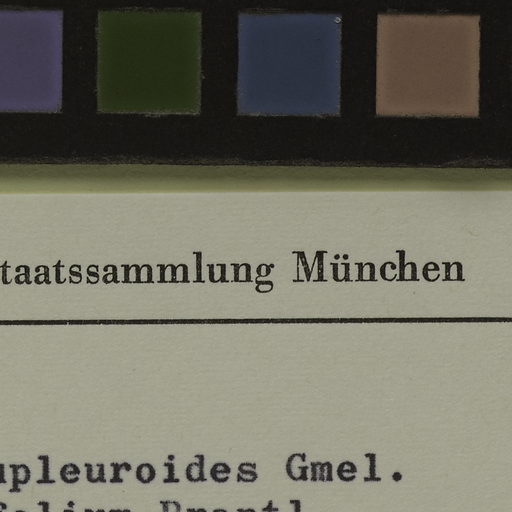 taatssammlung München
upleuroides Gmel.